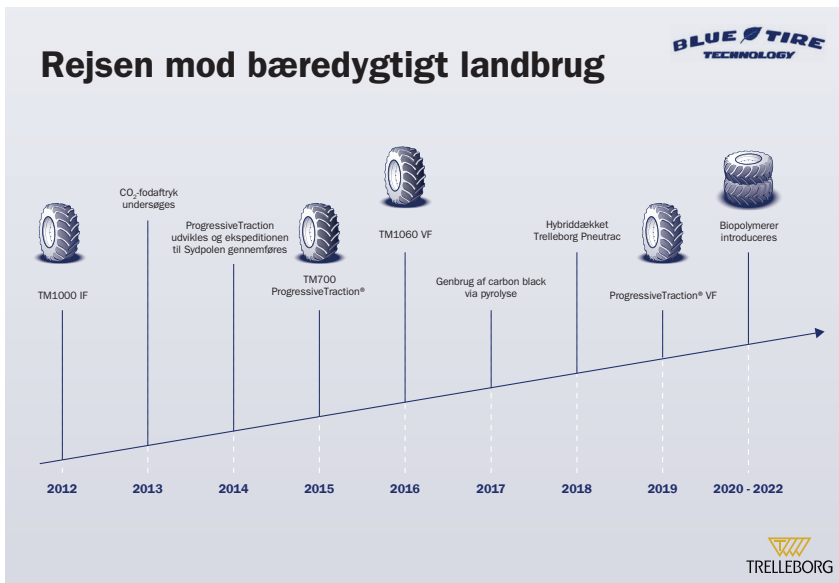 Rejsen mod bæredygtigt landbrug
BLUE TIRE
TECHNOLOGY
TM1000 IF
CO₂-fodaftryk
undersøges
ProgressiveTraction
udvikles og ekspeditionen
til Sydpolen gennemføres
TM700
ProgressiveTraction®
TM1060 VF
Genbrug af carbon black
via pyrolyse
Hybriddækket
Trelleborg Pneutrac
ProgressiveTraction® VF
Biopolymerer
introduceres
2012
2013
2014
2015
2016
2017
2018
2019
2020 - 2022
TRELLEBORG